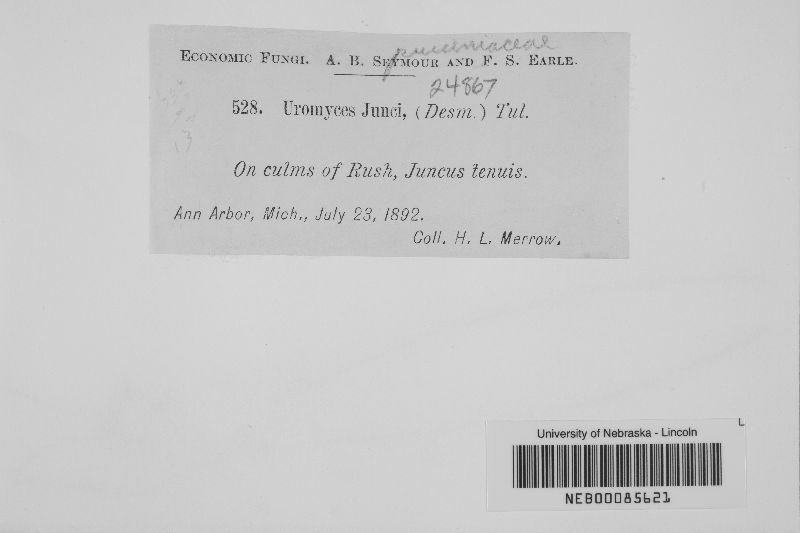 pucciniaceae
ECONOMIC FUNGI. A. B. SEYMOUR AND F. S. EARLE.
24867
528. Uromyces Junci, (Desm.) Tul.
On culms of Rush, Juncus tenuis.
Ann Arbor, Mich., July 23, 1892.
Coll. H. L. Merrow.
L
University of Nebraska - Lincoln
NEB00085621